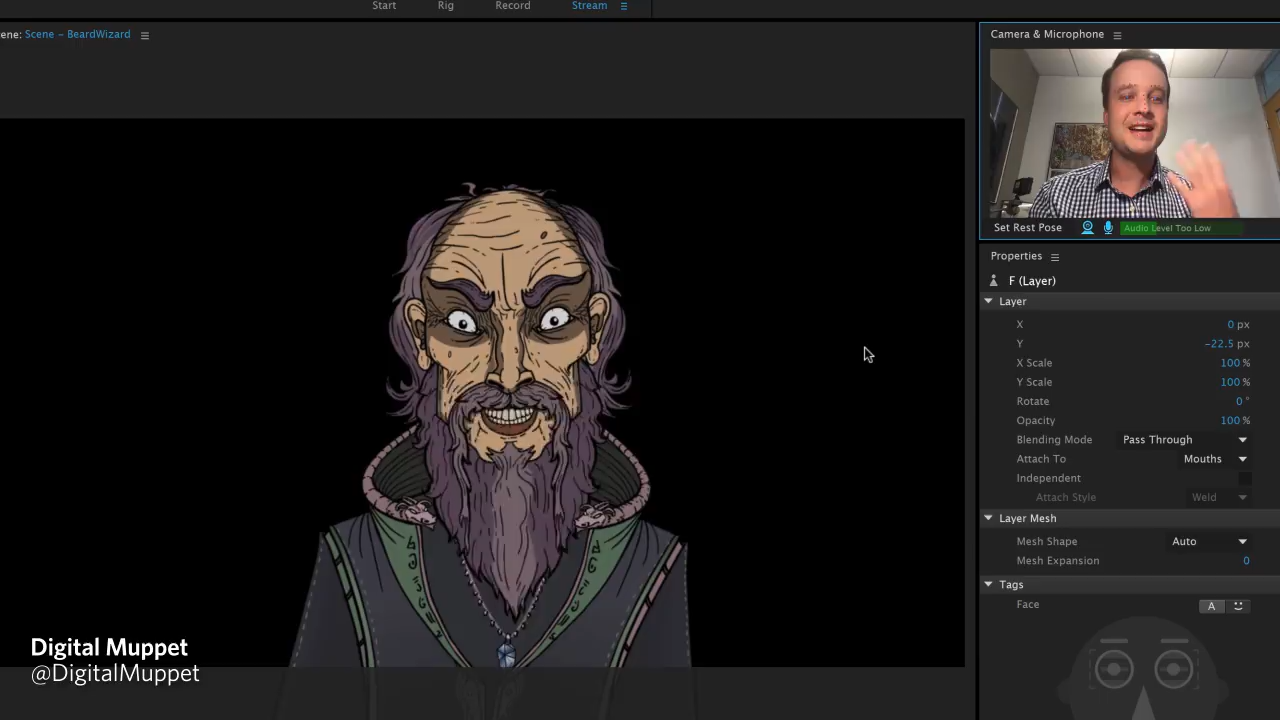 Start Rig Record Stream
ene: Scene – BeardWizard
Camera & Microphone
Set Rest Pose
Audio Level Too Low
Properties
F (Layer)
Layer
X 0 px
Y −22.5 px
X Scale 100 %
Y Scale 100 %
Rotate 0 °
Opacity 100 %
Blending Mode Pass Through
Attach To Mouths
Independent
Attach Style Weld
Layer Mesh
Mesh Shape Auto
Mesh Expansion 0
Tags
Face A
Digital Muppet
@DigitalMuppet